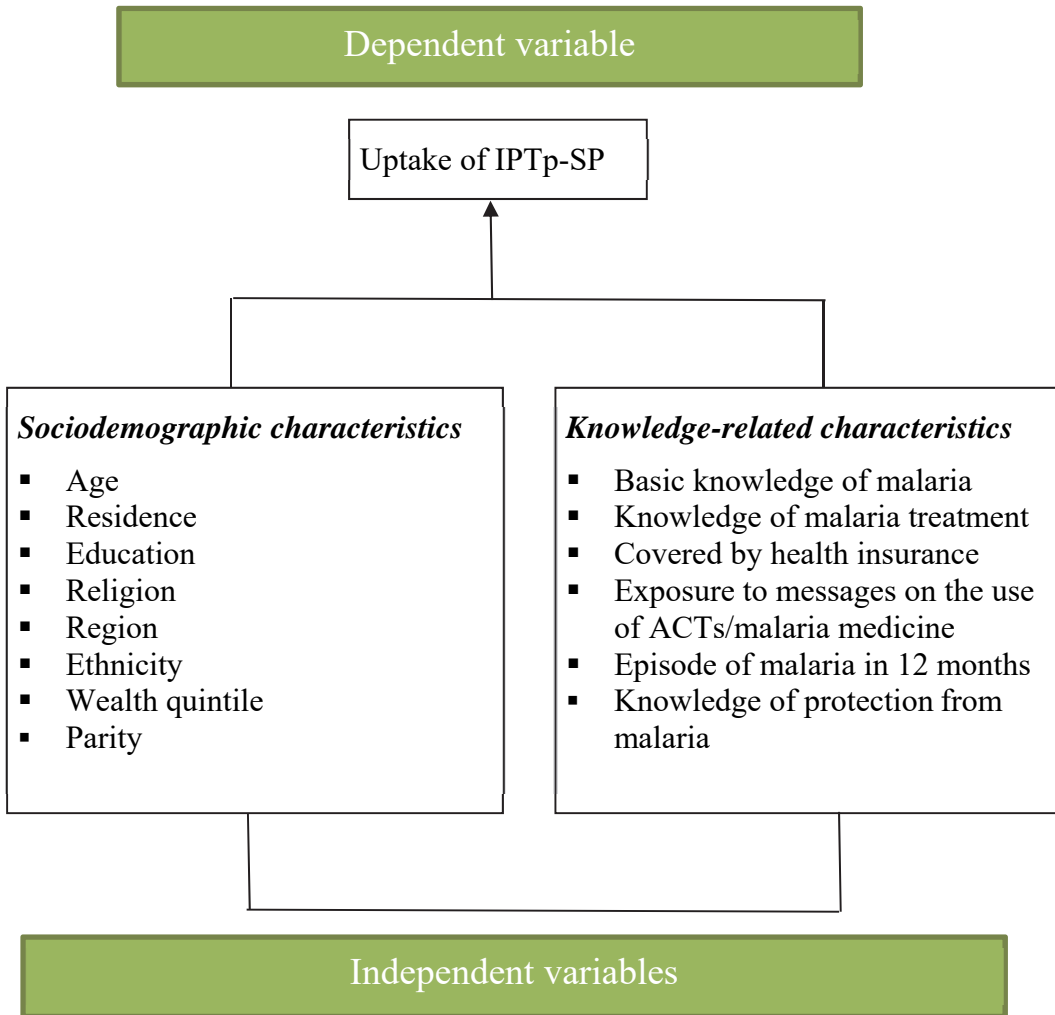 Dependent variable
Uptake of IPTp-SP
Sociodemographic characteristics
▪ Age
▪ Residence
▪ Education
▪ Religion
▪ Region
▪ Ethnicity
▪ Wealth quintile
▪ Parity
Knowledge-related characteristics
▪ Basic knowledge of malaria
▪ Knowledge of malaria treatment
▪ Covered by health insurance
▪ Exposure to messages on the use
of ACTs/malaria medicine
▪ Episode of malaria in 12 months
▪ Knowledge of protection from
malaria
Independent variables